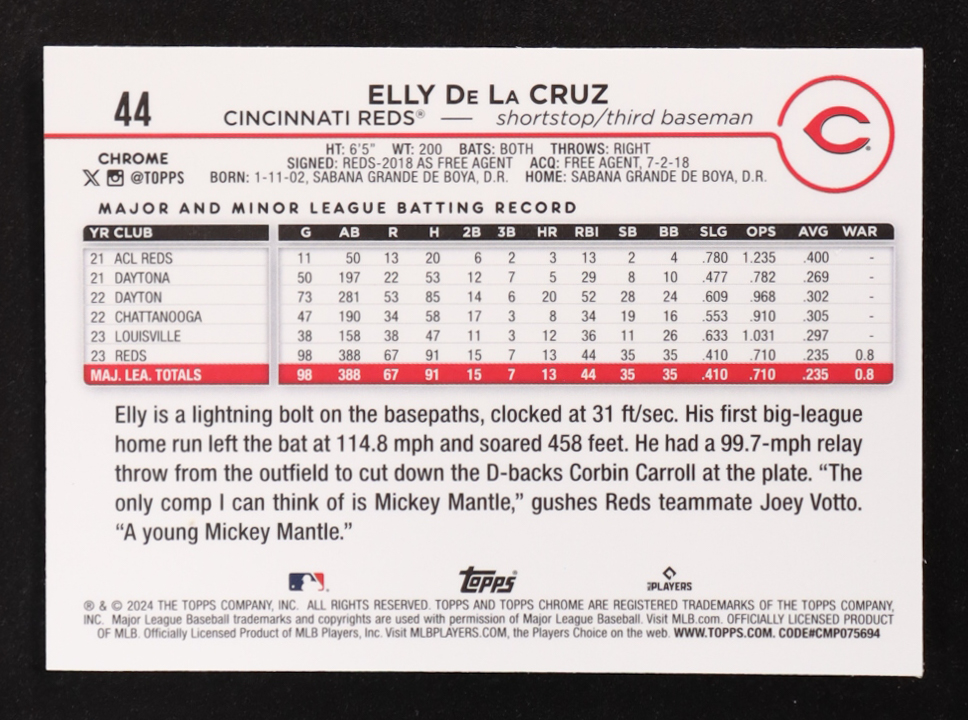 44
ELLY DE LA CRUZ
CINCINNATI REDS® — shortstop/third baseman
C
CHROME
X @TOPPS
HT: 6'5" WT: 200 BATS: BOTH THROWS: RIGHT
SIGNED: REDS-2018 AS FREE AGENT ACQ: FREE AGENT, 7-2-18
BORN: 1-11-02, SABANA GRANDE DE BOYA, D.R. HOME: SABANA GRANDE DE BOYA, D.R.
MAJOR AND MINOR LEAGUE BATTING RECORD
YR CLUB G AB R H 2B 3B HR RBI SB BB SLG OPS AVG WAR
21 ACL REDS 11 50 13 20 6 2 3 13 2 4 .780 1.235 .400 -
21 DAYTONA 50 197 22 53 12 7 5 29 8 10 .477 .782 .269 -
22 DAYTON 73 281 53 85 14 6 20 52 28 24 .609 .968 .302 -
22 CHATTANOOGA 47 190 34 58 17 3 8 34 19 16 .553 .910 .305 -
23 LOUISVILLE 38 158 38 47 11 3 12 36 11 26 .633 1.031 .297 -
23 REDS 98 388 67 91 15 7 13 44 35 35 .410 .710 .235 0.8
MAJ. LEA. TOTALS 98 388 67 91 15 7 13 44 35 35 .410 .710 .235 0.8
Elly is a lightning bolt on the basepaths, clocked at 31 ft/sec. His first big-league
home run left the bat at 114.8 mph and soared 458 feet. He had a 99.7-mph relay
throw from the outfield to cut down the D-backs Corbin Carroll at the plate. “The
only comp I can think of is Mickey Mantle,” gushes Reds teammate Joey Votto.
“A young Mickey Mantle.”
Topps® PLAYERS
® & © 2024 THE TOPPS COMPANY, INC. ALL RIGHTS RESERVED. TOPPS AND TOPPS CHROME ARE REGISTERED TRADEMARKS OF THE TOPPS COMPANY,
INC. Major League Baseball trademarks and copyrights are used with permission of Major League Baseball. Visit MLB.com. OFFICIALLY LICENSED PRODUCT
OF MLB. Officially Licensed Product of MLB Players, Inc. Visit MLBPLAYERS.COM, the Players Choice on the web. WWW.TOPPS.COM. CODE#CMP075694